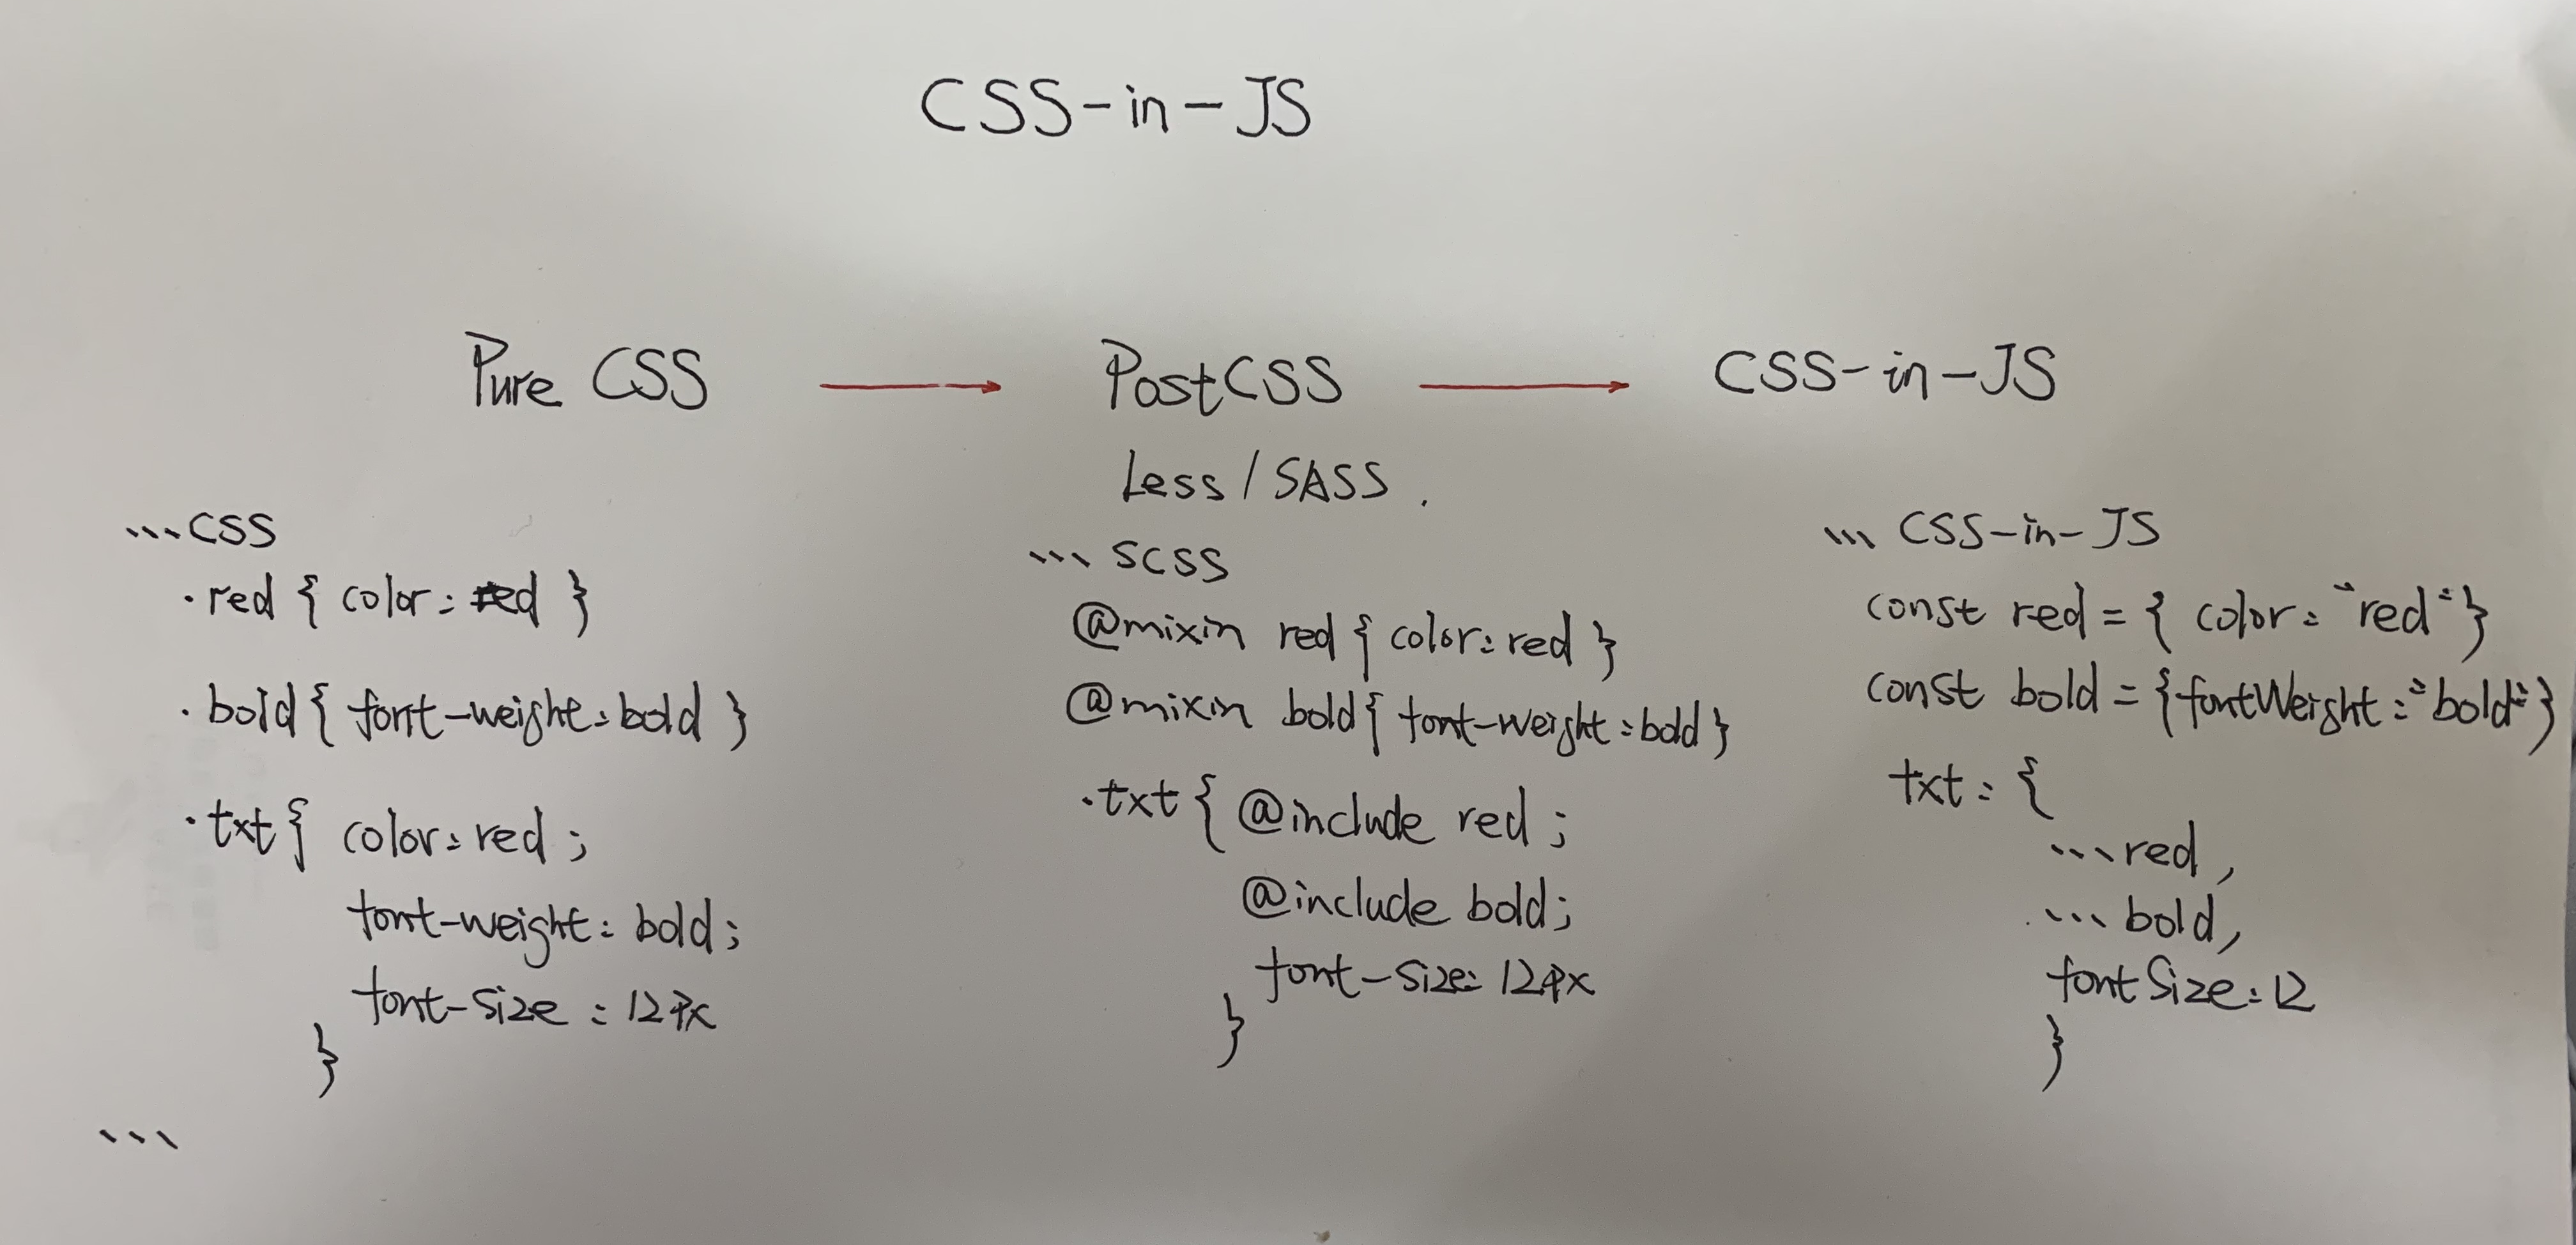 CSS-in-JS
Pure CSS → PostCSS → CSS-in-JS
Less / SASS.
```CSS
.red { color: red }
.bold { font-weight: bold }
.txt { color: red;
font-weight: bold;
font-size: 12px
}
```
``` SCSS
@mixin red { color: red }
@mixin bold { font-weight: bold }
.txt { @include red;
@include bold;
font-size: 12px
}
``` CSS-in-JS
const red = { color: "red" }
const bold = { fontWeight: "bold" }
txt: {
...red,
...bold,
fontSize: 12
}